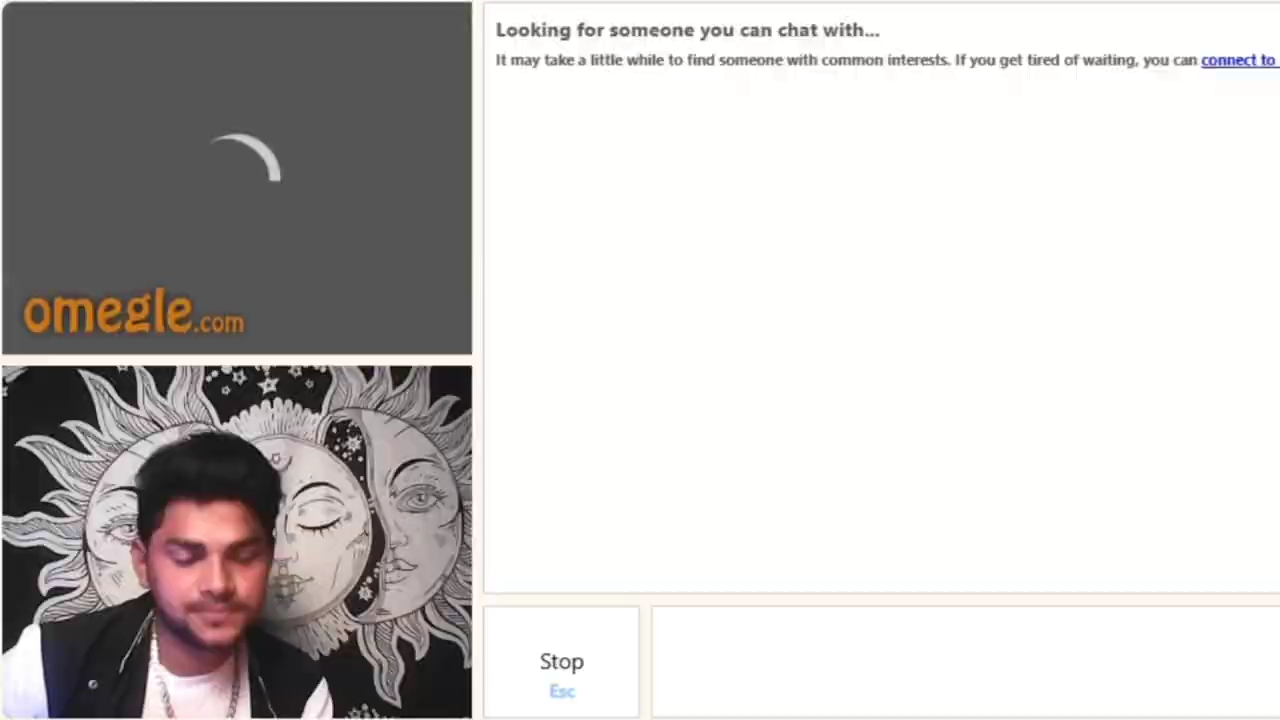 Looking for someone you can chat with...
It may take a little while to find someone with common interests. If you get tired of waiting, you can connect to
omegle.com
Stop
Esc